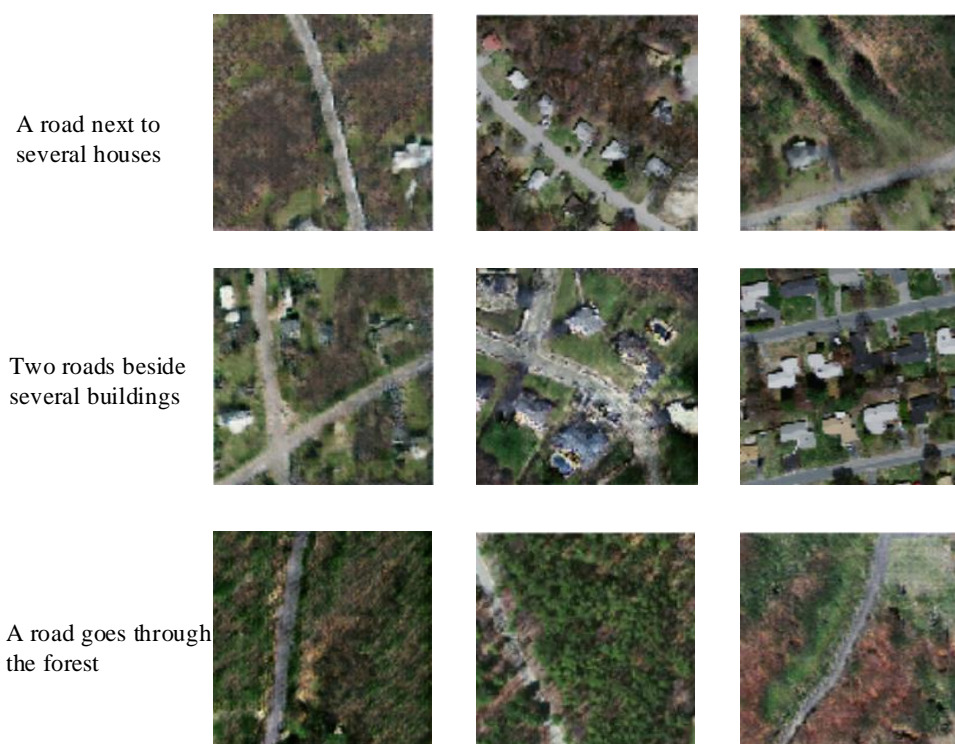 A road next to
several houses
Two roads beside
several buildings
A road goes through
the forest